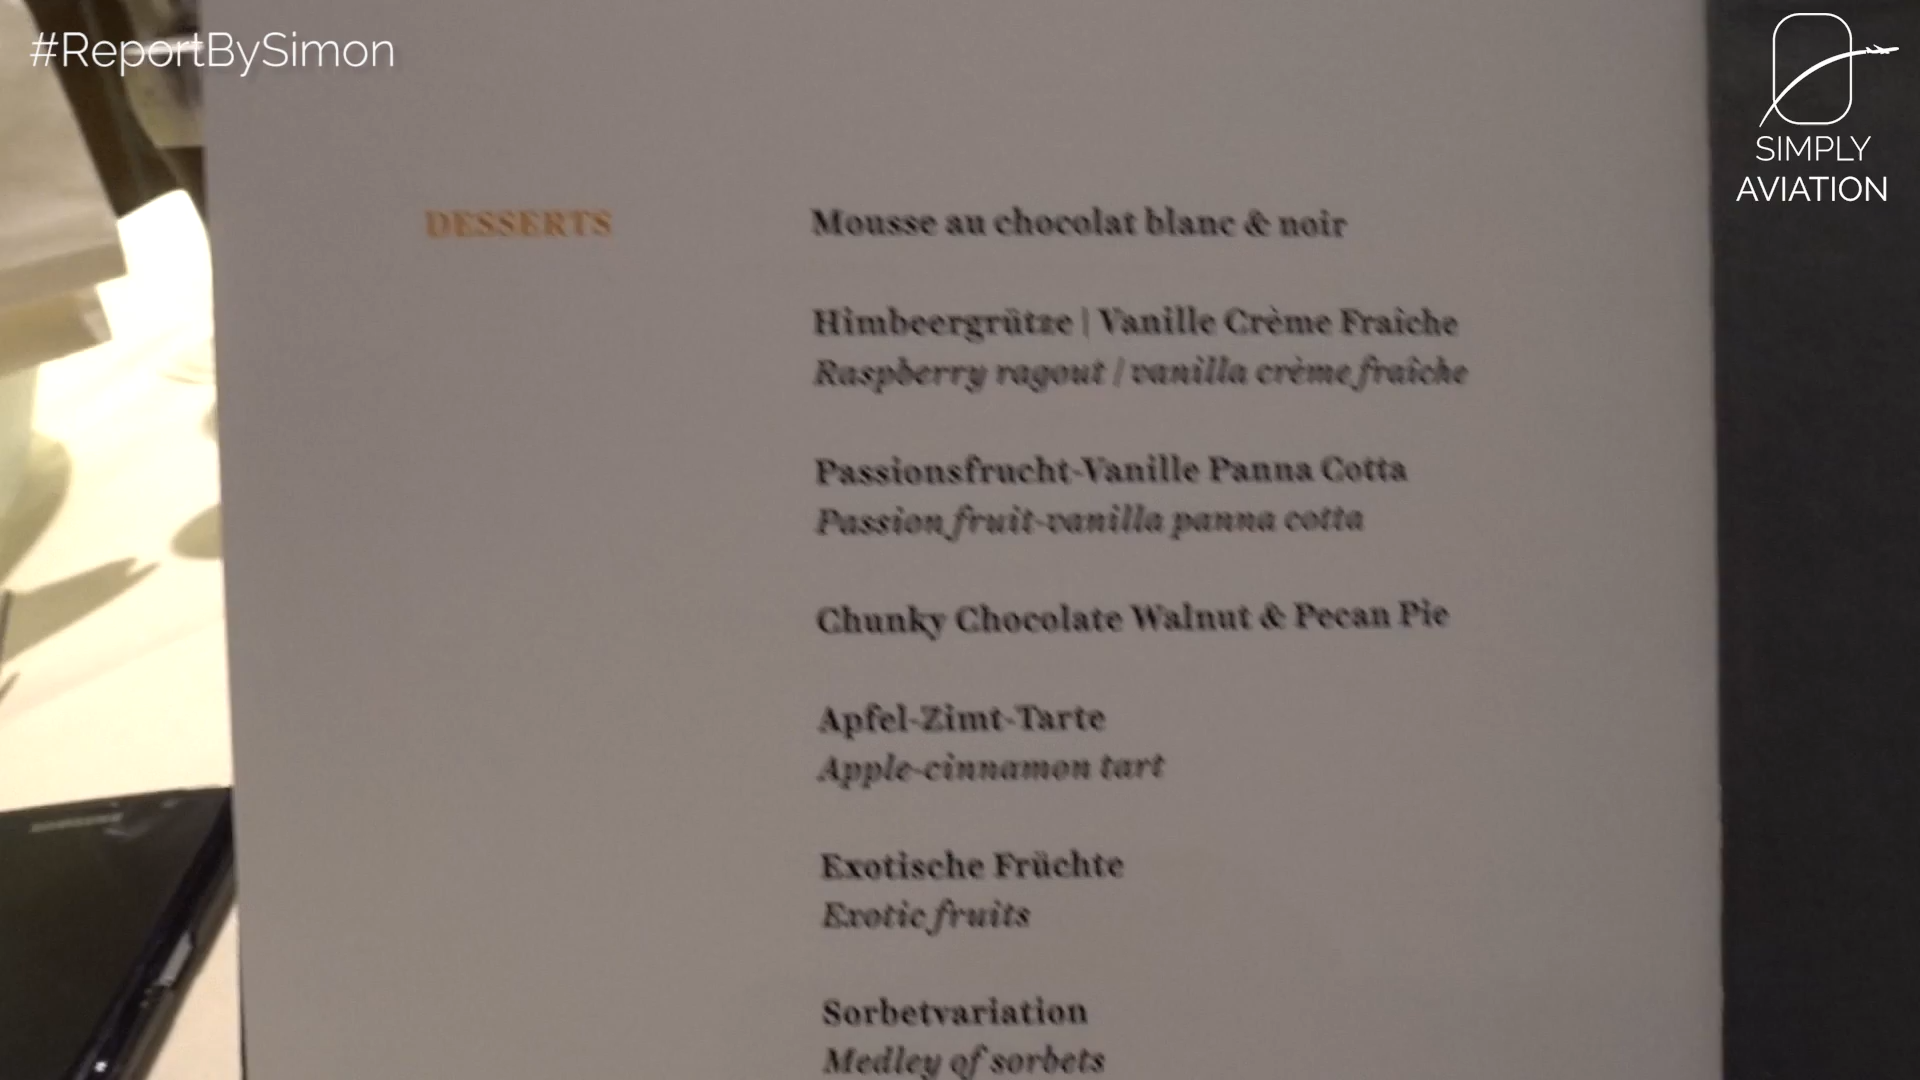 #ReportBySimon
SIMPLY
AVIATION
DESSERTS
Mousse au chocolat blanc & noir
Himbeergrütze | Vanille Crème Fraîche
Raspberry ragout / vanilla crème fraîche
Passionsfrucht-Vanille Panna Cotta
Passion fruit-vanilla panna cotta
Chunky Chocolate Walnut & Pecan Pie
Apfel-Zimt-Tarte
Apple-cinnamon tart
Exotische Früchte
Exotic fruits
Sorbetvariation
Medley of sorbets